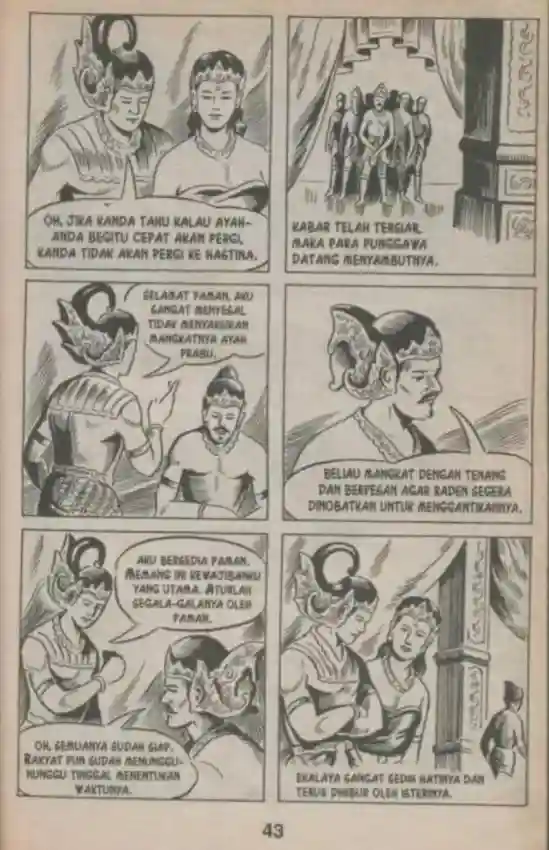 OH, JIKA KANDA TAHU KALAU AYAH-
ANDA BEGITU CEPAT AKAN PERGI,
KANDA TIDAK AKAN PERGI KE HASTINA.
KABAR TELAH TERSIAR,
MAKA PARA PUNGGAWA
DATANG MENYAMBUTNYA.
SELAMAT PAMAN. AKU
SANGAT MENYESAL
TIDAK MENYAKSIKAN
MANGKATNYA AYAH
PRABU.
BELIAU MANGKAT DENGAN TENANG
DAN BERPESAN AGAR RADEN SEGERA
DINOBATKAN UNTUK MENGGANTIKANNYA.
AKU BERSEDIA PAMAN.
MEMANG INI KEWAJIBANKU
YANG UTAMA. ATURLAH
SEGALA-GALANYA OLEH
PAMAN.
OH, SEMUANYA SUDAH SIAP.
RAKYAT PUN SUDAH MENUNGGU-
NUNGGU TINGGAL MENENTUKAN
WAKTUNYA.
EKALAYA SANGAT SEDIH HATINYA DAN
TERUS DIHIBUR OLEH ISTERINYA.
43